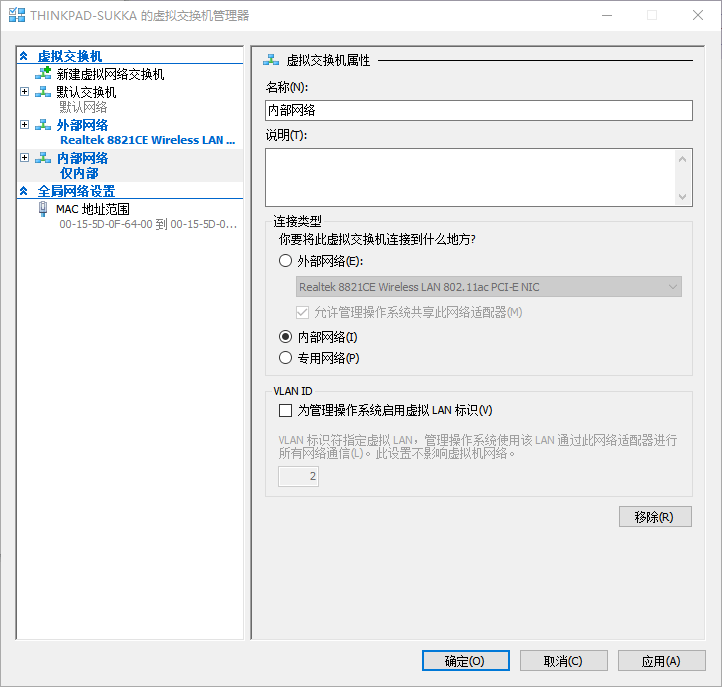 THINKPAD-SUKKA 的虚拟交换机管理器
虚拟交换机
新建虚拟网络交换机
默认交换机
默认网络
外部网络
Realtek 8821CE Wireless LAN ...
内部网络
仅内部
全局网络设置
MAC 地址范围
00-15-5D-0F-64-00 到 00-15-5D-0...
虚拟交换机属性
名称(N):
内部网络
说明(T):
连接类型
你要将此虚拟交换机连接到什么地方?
外部网络(E):
Realtek 8821CE Wireless LAN 802.11ac PCI-E NIC
允许管理操作系统共享此网络适配器(M)
内部网络(I)
专用网络(P)
VLAN ID
为管理操作系统启用虚拟 LAN 标识(V)
VLAN 标识符指定虚拟 LAN，管理操作系统使用该 LAN 通过此网络适配器进行
所有网络通信(L)。此设置不影响虚拟机网络。
2
移除(R)
确定(O)
取消(C)
应用(A)